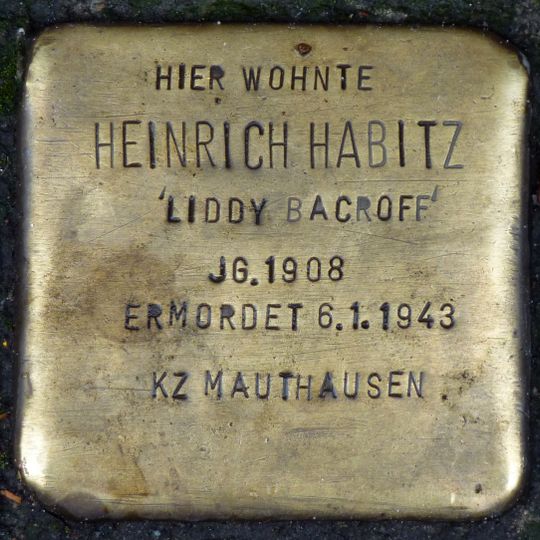 HIER WOHNTE
HEINRICH HABITZ
'LIDDY BACROFF'
JG. 1908
ERMORDET 6.1.1943
KZ MAUTHAUSEN